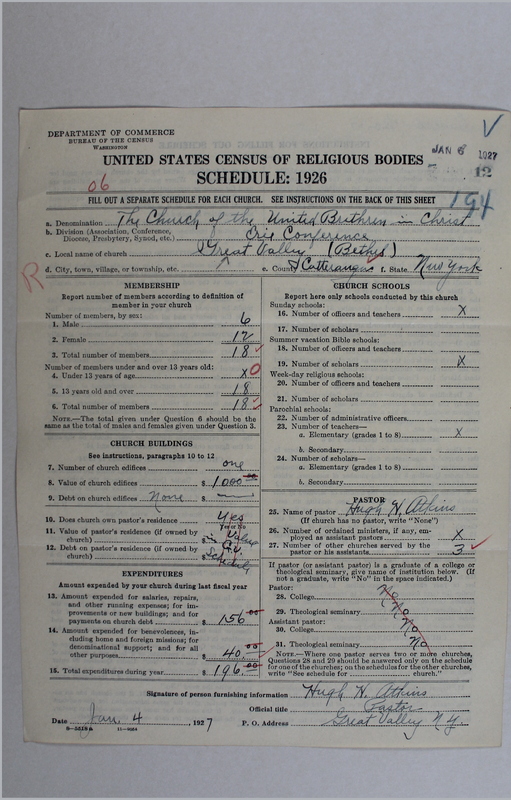 DEPARTMENT OF COMMERCE
BUREAU OF THE CENSUS
WASHINGTON
JAN 6 1927
12
UNITED STATES CENSUS OF RELIGIOUS BODIES
SCHEDULE: 1926
06
194
FILL OUT A SEPARATE SCHEDULE FOR EACH CHURCH. SEE INSTRUCTIONS ON THE BACK OF THIS SHEET
a. Denomination The Church of the United Brethren in Christ
b. Division (Association, Conference, Diocese, Presbytery, Synod, etc.) Erie Conference
c. Local name of church Great Valley (Bethel)
d. City, town, village, or township, etc. e. County Cattaraugus f. State New York
R
MEMBERSHIP
Report number of members according to definition of member in your church
Number of members, by sex:
1. Male 6
2. Female 12
3. Total number of members 18
Number of members under and over 13 years old:
4. Under 13 years of age x 0
5. 13 years old and over 18
6. Total number of members 18
NOTE.—The total given under Question 6 should be the same as the total of males and females given under Question 3.
CHURCH BUILDINGS
See instructions, paragraphs 10 to 12
7. Number of church edifices one
8. Value of church edifices $ 1000.00
9. Debt on church edifices None $
10. Does church own pastor's residence? yes
Yes or No
11. Value of pastor's residence (if owned by church) $
12. Debt on pastor's residence (if owned by church) $
EXPENDITURES
Amount expended by your church during last fiscal year
13. Amount expended for salaries, repairs, and other running expenses; for improvements or new buildings; and for payments on church debt $ 156.00
14. Amount expended for benevolences, including home and foreign missions; for denominational support; and for all other purposes $ 40.00
15. Total expenditures during year $ 196.00
CHURCH SCHOOLS
Report here only schools conducted by this church
Sunday schools:
16. Number of officers and teachers X
17. Number of scholars
Summer vacation Bible schools:
18. Number of officers and teachers
19. Number of scholars X
Week-day religious schools:
20. Number of officers and teachers
21. Number of scholars
Parochial schools:
22. Number of administrative officers
23. Number of teachers—
a. Elementary (grades 1 to 8) X
b. Secondary
24. Number of scholars—
a. Elementary (grades 1 to 8)
b. Secondary
PASTOR
25. Name of pastor Hugh H. Atkins
(If church has no pastor, write "None")
26. Number of ordained ministers, if any, employed as assistant pastors X
27. Number of other churches served by the pastor or his assistants 3
If pastor (or assistant pastor) is a graduate of a college or theological seminary, give name of institution below. (If not a graduate, write "No" in the space indicated.)
Pastor:
28. College No
29. Theological seminary No
Assistant pastor:
30. College No
31. Theological seminary No
NOTE.—Where one pastor serves two or more churches, Questions 28 and 29 should be answered only on the schedule for one of the churches; on the schedules for the other churches, write "See schedule for church."
Signature of person furnishing information Hugh H. Atkins
Official title Pastor
Date Jan. 4, 1927 P. O. Address Great Valley N.Y.